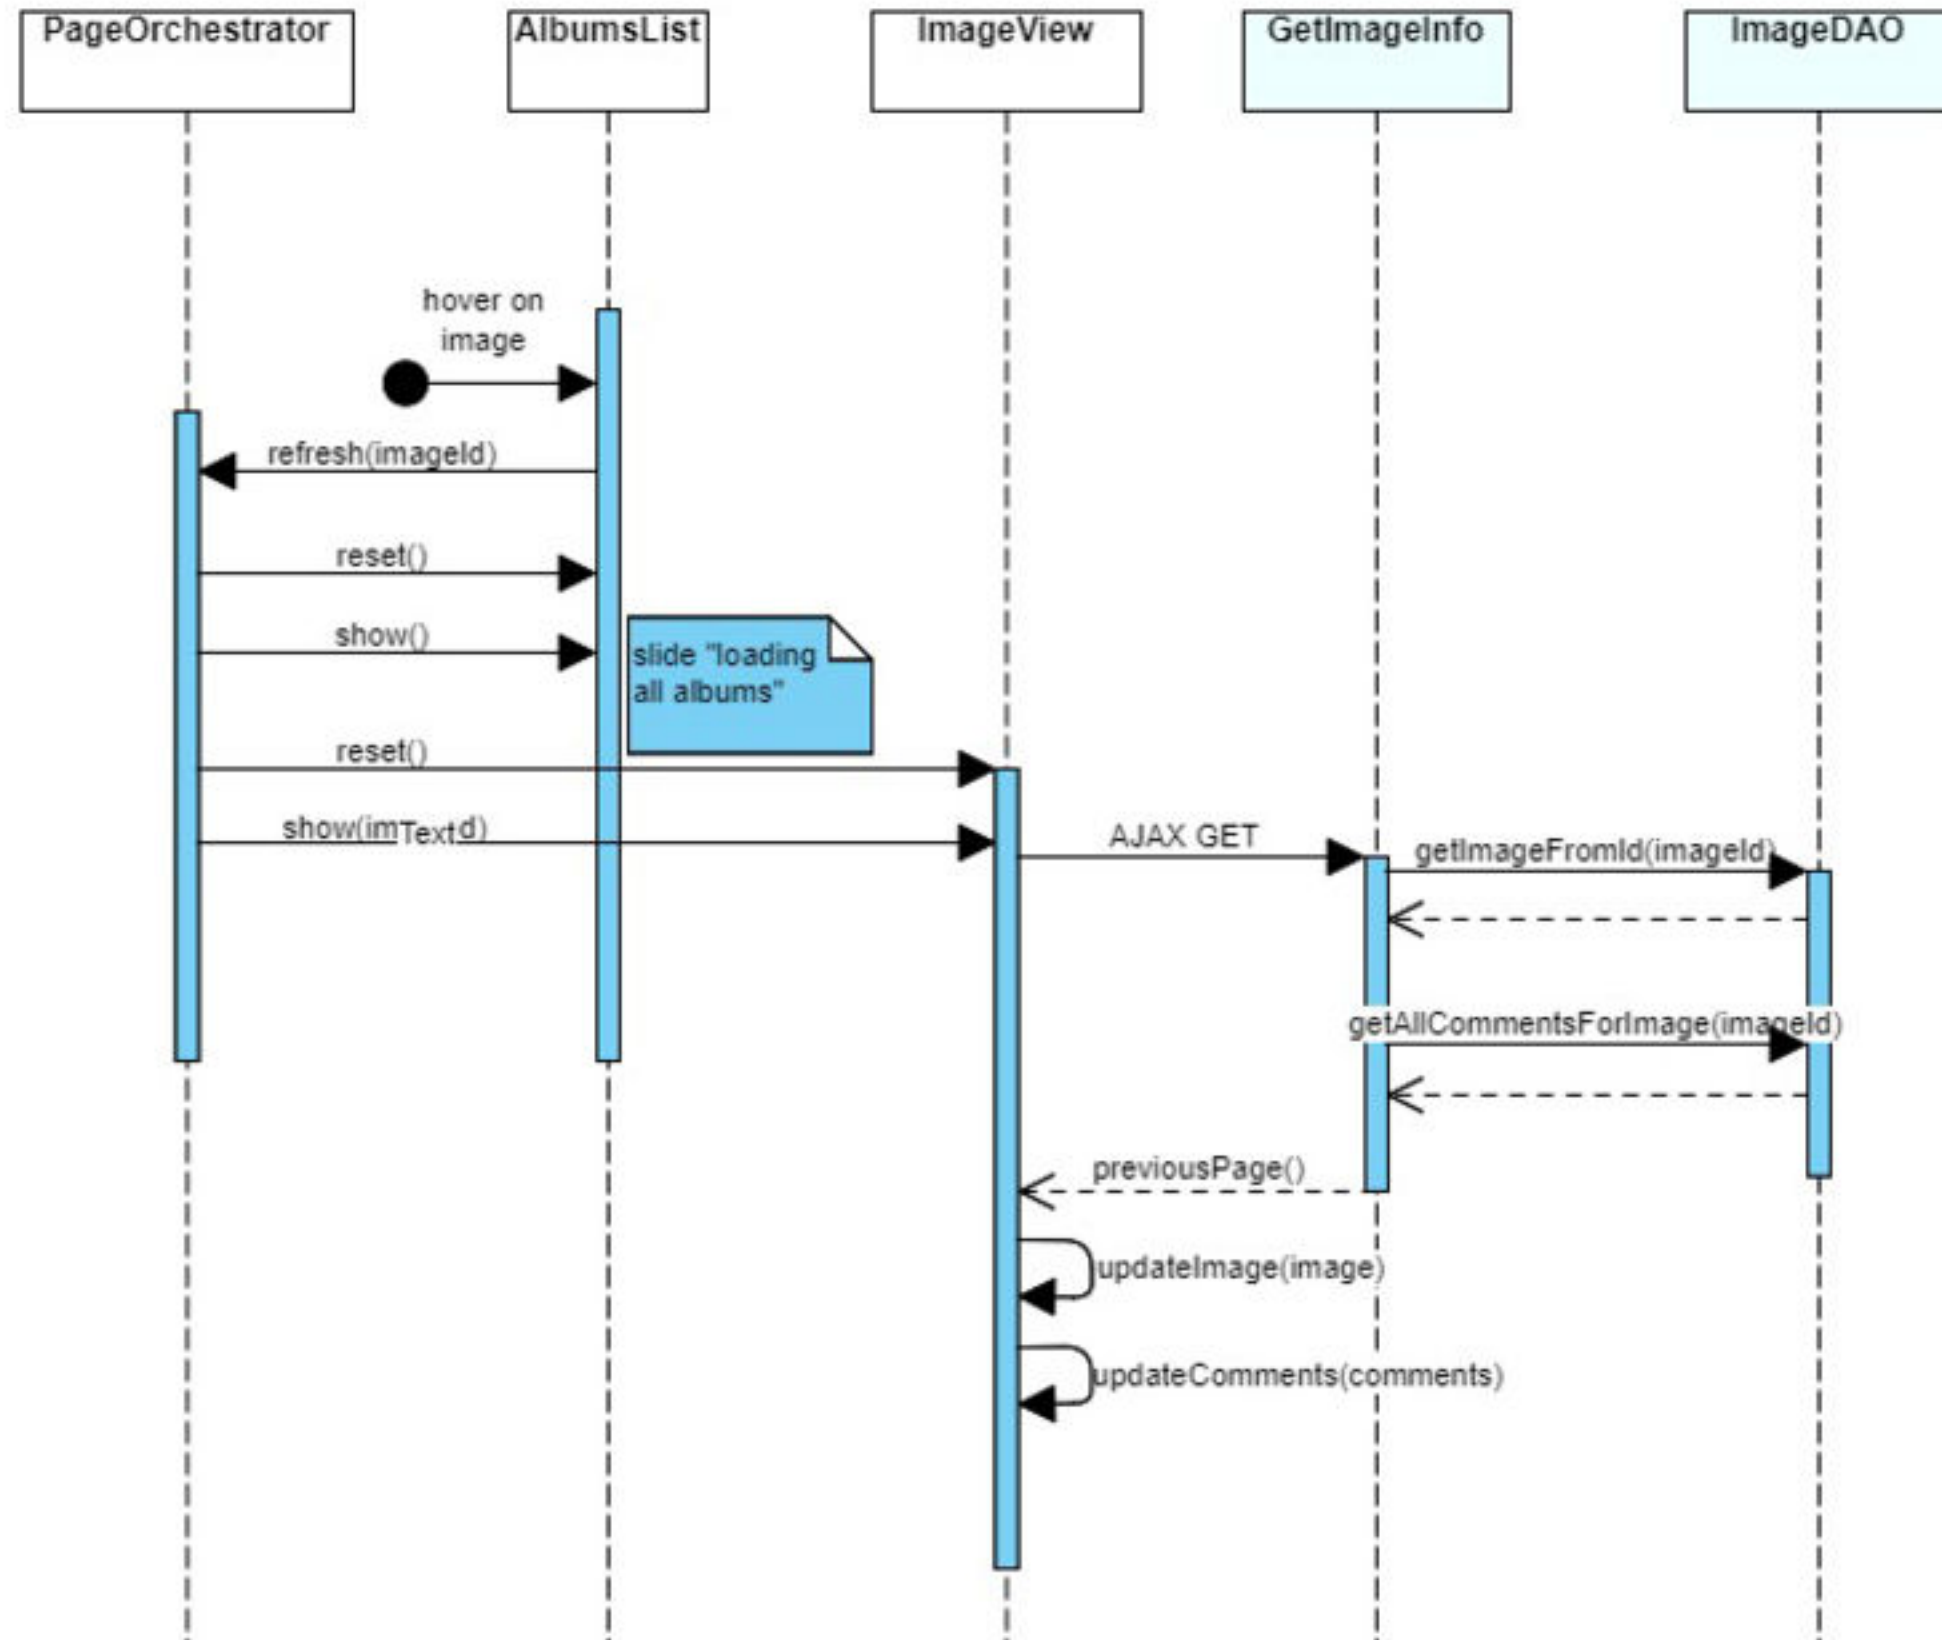 PageOrchestrator
AlbumsList
ImageView
GetImageInfo
ImageDAO
hover on
image
refresh(imageId)
reset()
show()
slide "loading
all albums"
reset()
show(imTextd)
AJAX GET
getImageFromId(imageId)
getAllCommentsForImage(imageId)
previousPage()
updateImage(image)
updateComments(comments)